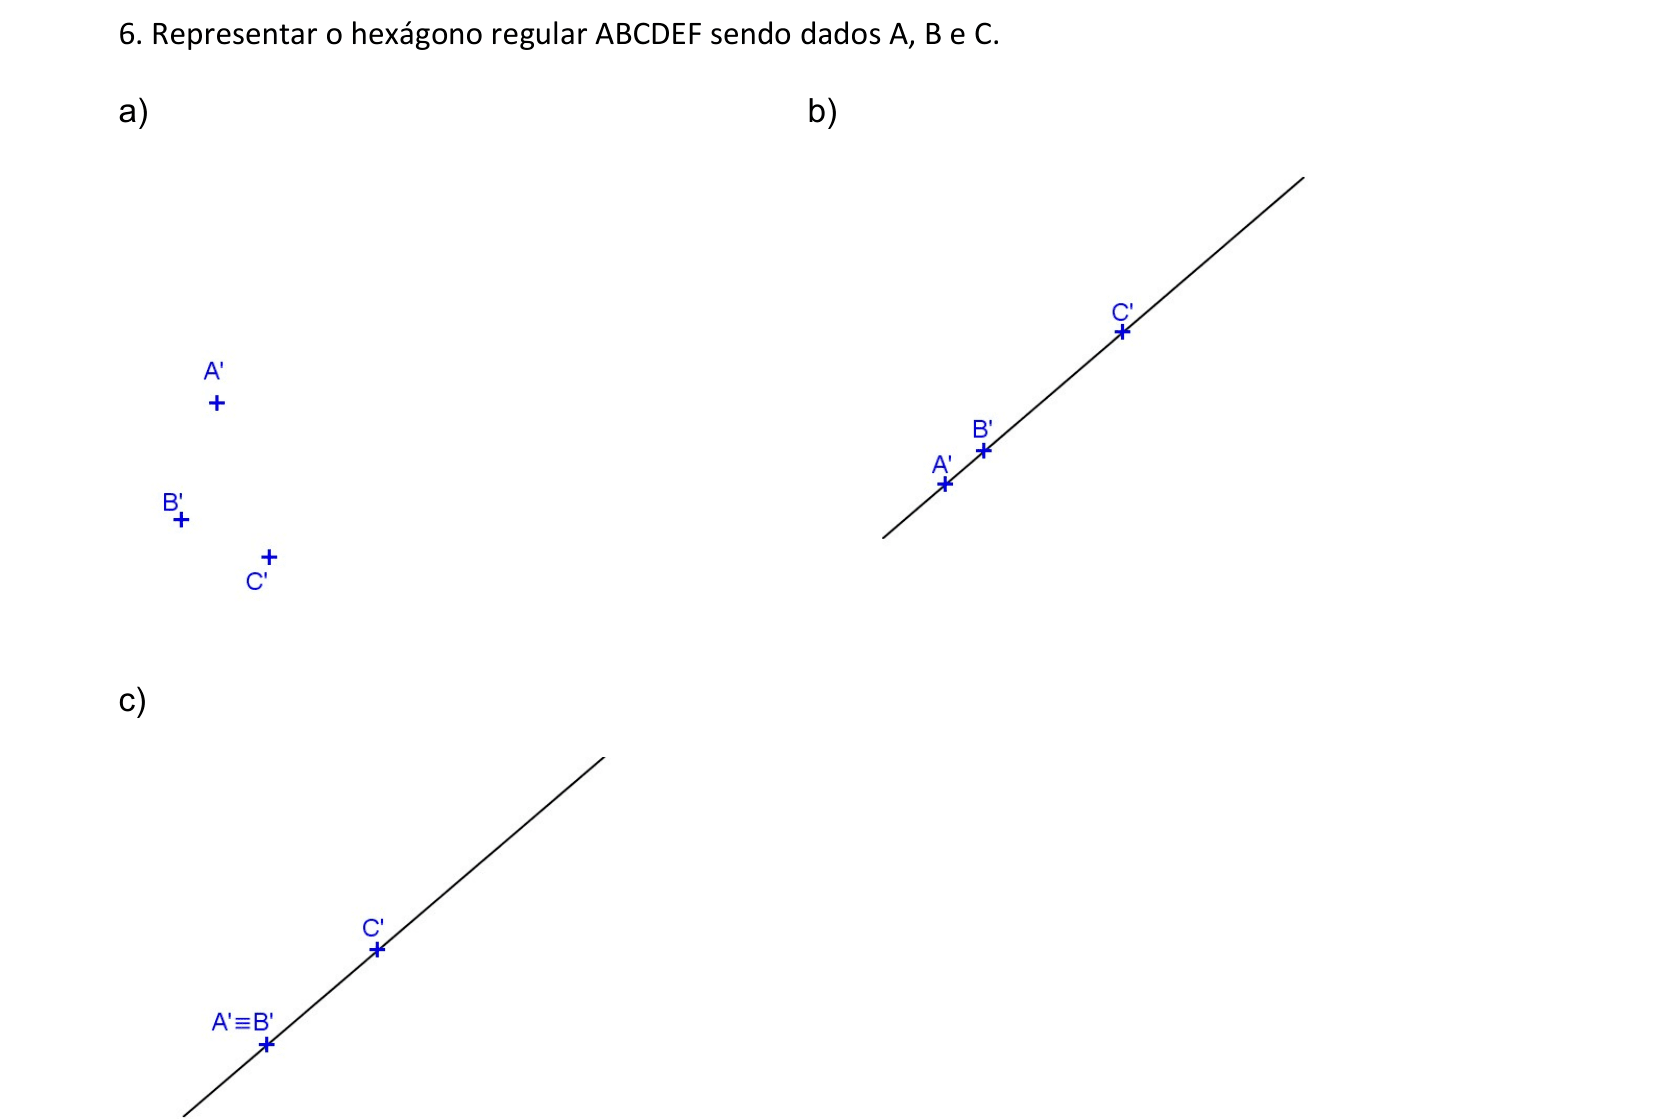 6. Representar o hexágono regular ABCDEF sendo dados A, B e C.
a)
b)
C'
A'
B'
A'
B'
C'
c)
C'
A'≡B'